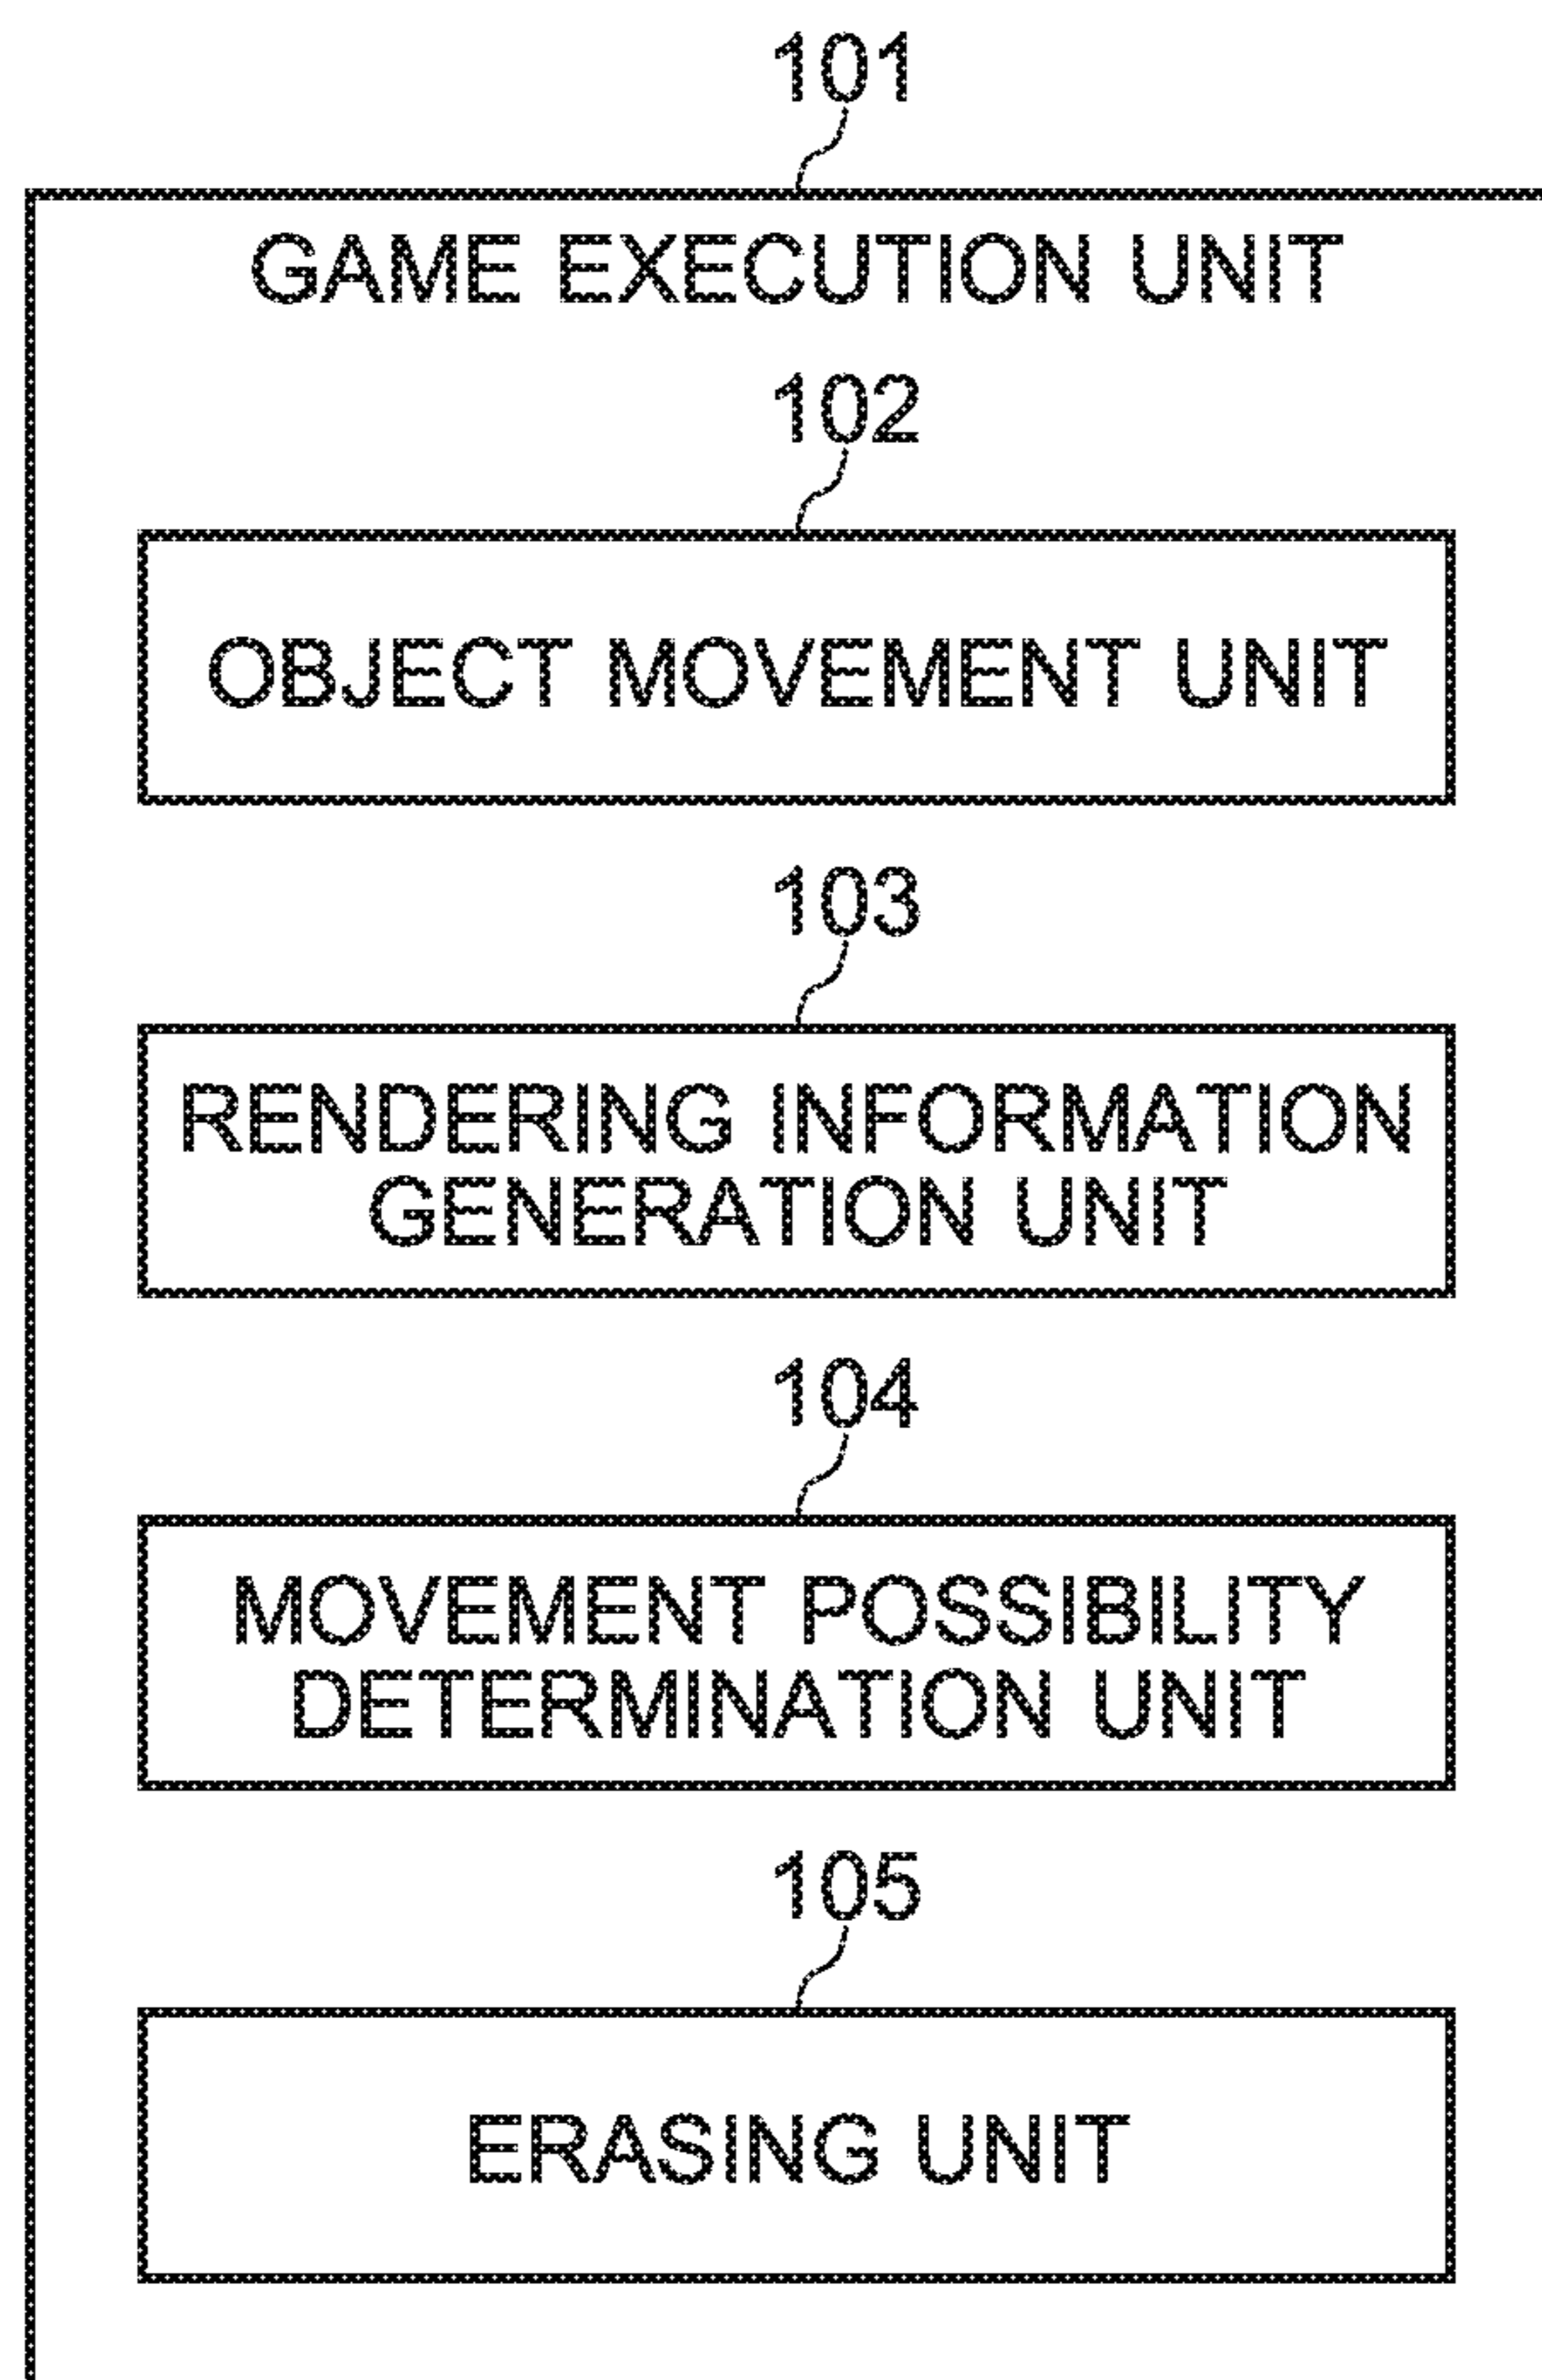 101
GAME EXECUTION UNIT
102
OBJECT MOVEMENT UNIT
103
RENDERING INFORMATION
GENERATION UNIT
104
MOVEMENT POSSIBILITY
DETERMINATION UNIT
105
ERASING UNIT